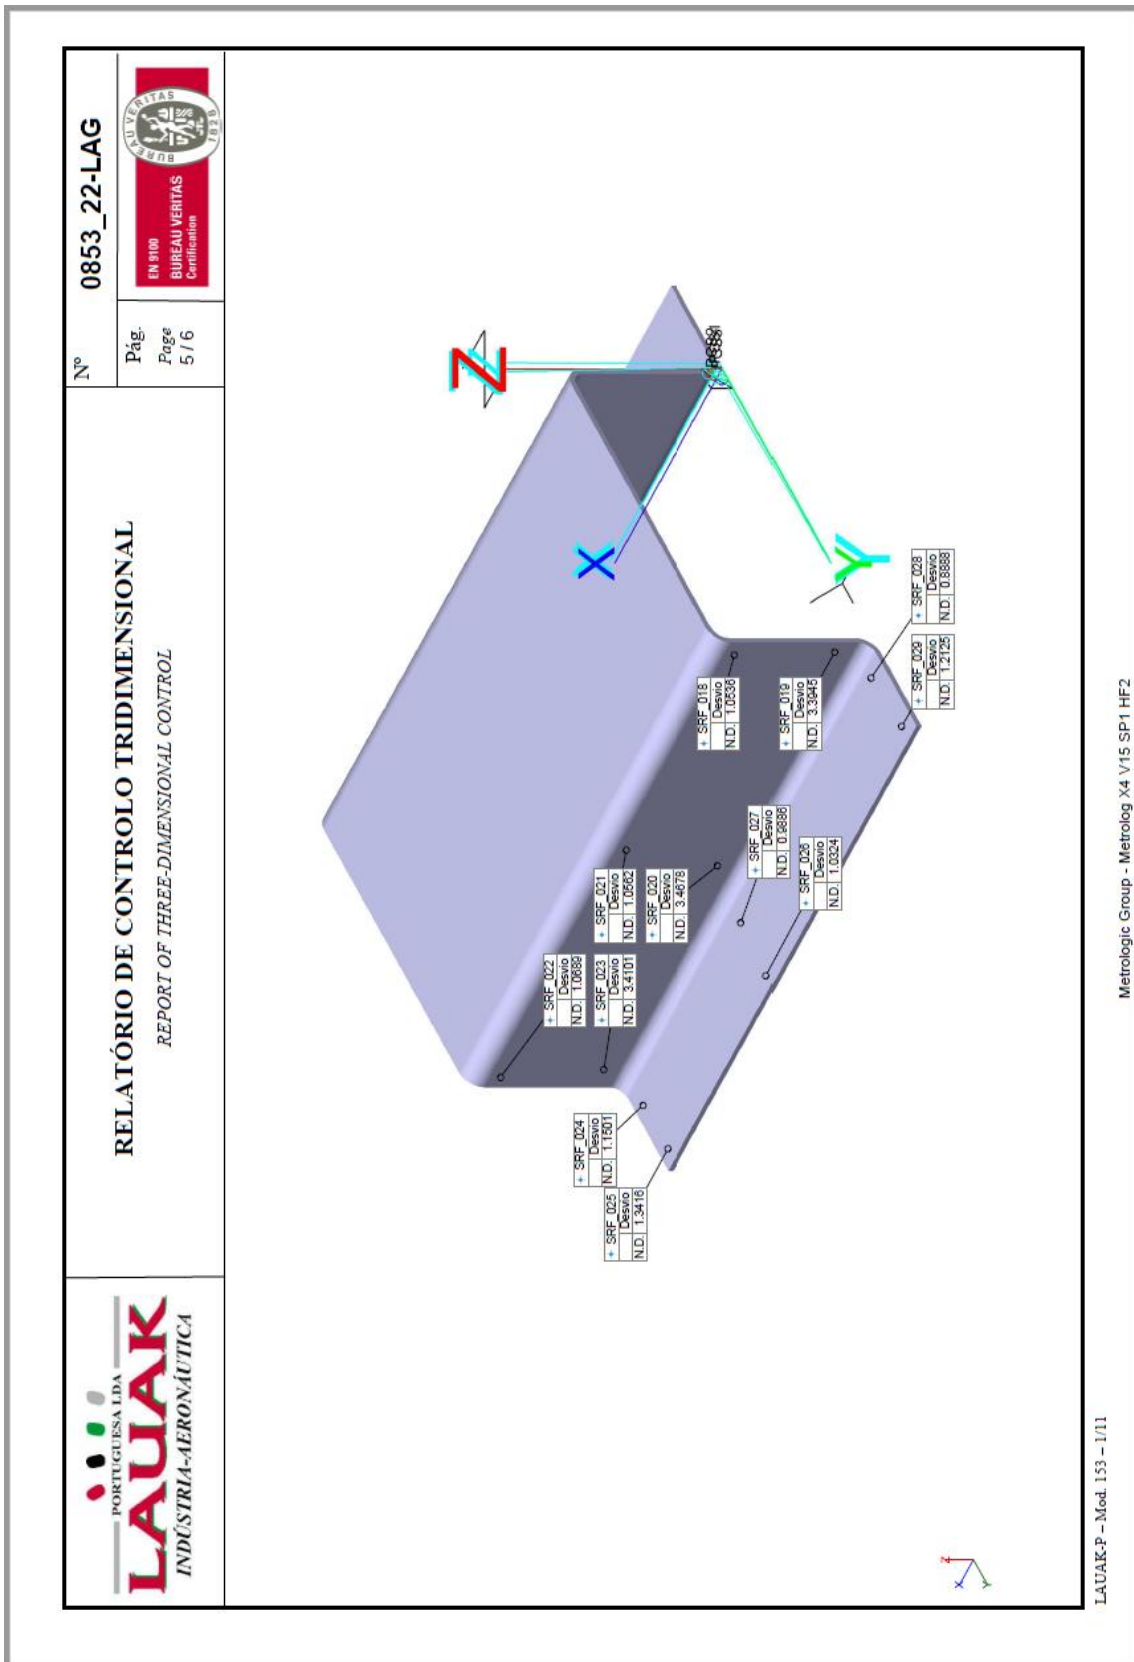 PORTUGUESA LDA
LAUAK
INDÚSTRIA-AERONÁUTICA
RELATÓRIO DE CONTROLO TRIDIMENSIONAL
REPORT OF THREE-DIMENSIONAL CONTROL
Nº
0853_22-LAG
Pág.
Page
5 / 6
EN 9100
BUREAU VERITAS
Certification
BUREAU VERITAS
1828
Z
X
Y
+ SRF_022
Desvio
N.D. 1.0689
+ SRF_021
Desvio
N.D. 1.0562
+ SRF_018
Desvio
N.D. 1.0536
+ SRF_023
Desvio
N.D. 3.4101
+ SRF_020
Desvio
N.D. 3.4678
+ SRF_019
Desvio
N.D. 3.3945
+ SRF_024
Desvio
N.D. 1.1501
+ SRF_025
Desvio
N.D. 1.3416
+ SRF_027
Desvio
N.D. 0.9886
+ SRF_026
Desvio
N.D. 1.0324
+ SRF_029
Desvio
N.D. 1.2125
+ SRF_028
Desvio
N.D. 0.8888
Z
X
Y
LAUAK-P – Mod. 153 – 1/11
Metrologic Group - Metrolog X4 V15 SP1 HF2